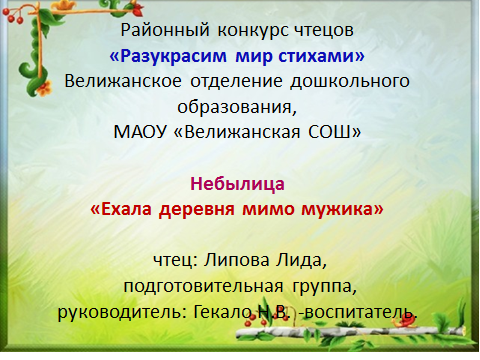 Районный конкурс чтецов
«Разукрасим мир стихами»
Велижанское отделение дошкольного
образования,
МАОУ «Велижанская СОШ»
Небылица
«Ехала деревня мимо мужика»
чтец: Липова Лида,
подготовительная группа,
руководитель: Гекало Н.В. -воспитатель.